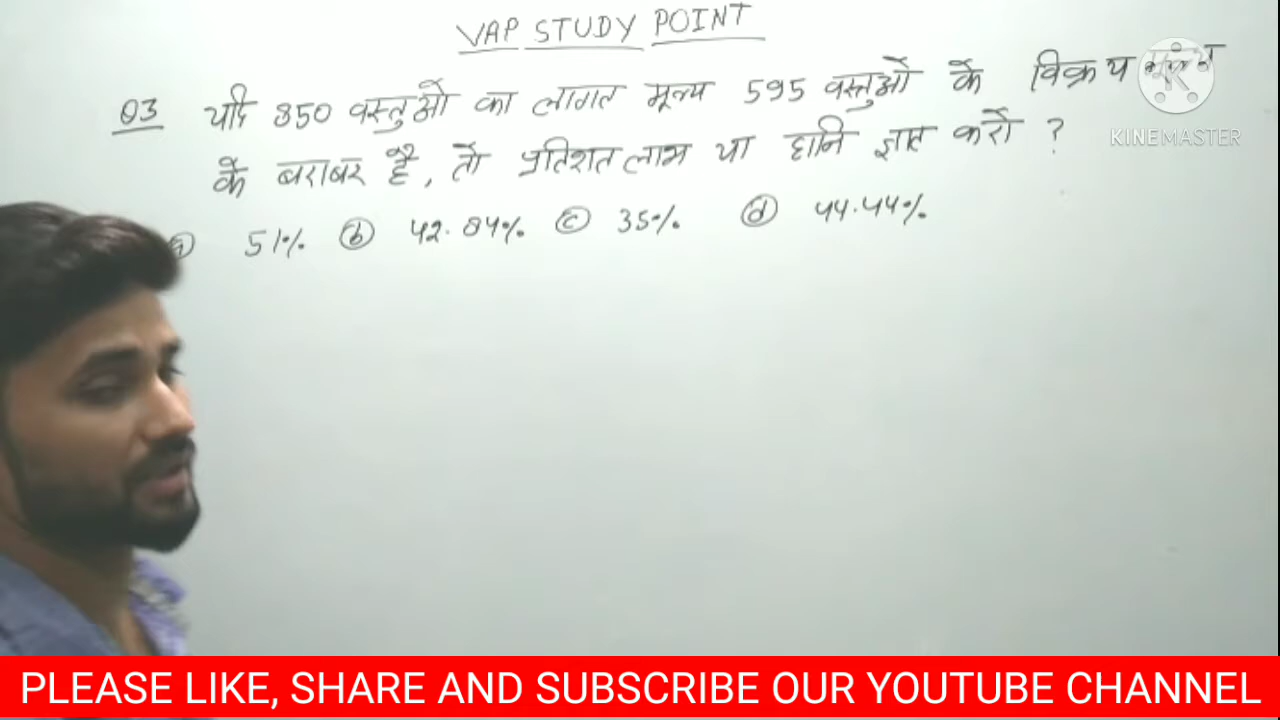 VAP STUDY POINT
Q3 यदि 850 वस्तुओं का लागत मूल्य 595 वस्तुओं के विक्रय मूल्य
के बराबर है, तो प्रतिशत लाभ या हानि ज्ञात करो ?
ⓐ 51% ⓑ 42.84% ⓒ 35% ⓓ 44.44%
KINEMASTER
PLEASE LIKE, SHARE AND SUBSCRIBE OUR YOUTUBE CHANNEL